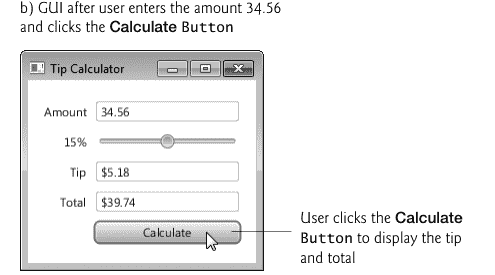 b) GUI after user enters the amount 34.56
and clicks the Calculate Button
Tip Calculator
Amount 34.56
15%
Tip $5.18
Total $39.74
Calculate
User clicks the Calculate
Button to display the tip
and total